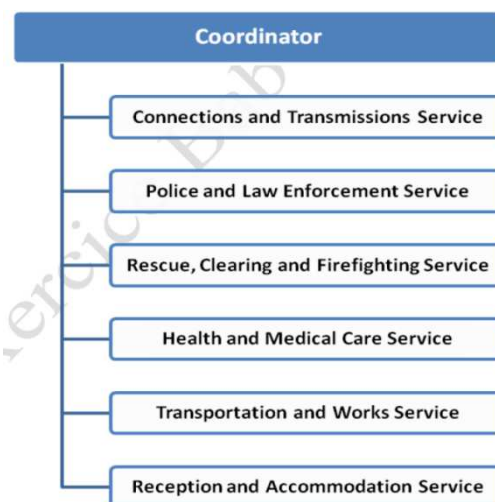 Coordinator
Connections and Transmissions Service
Police and Law Enforcement Service
Rescue, Clearing and Firefighting Service
Health and Medical Care Service
Transportation and Works Service
Reception and Accommodation Service